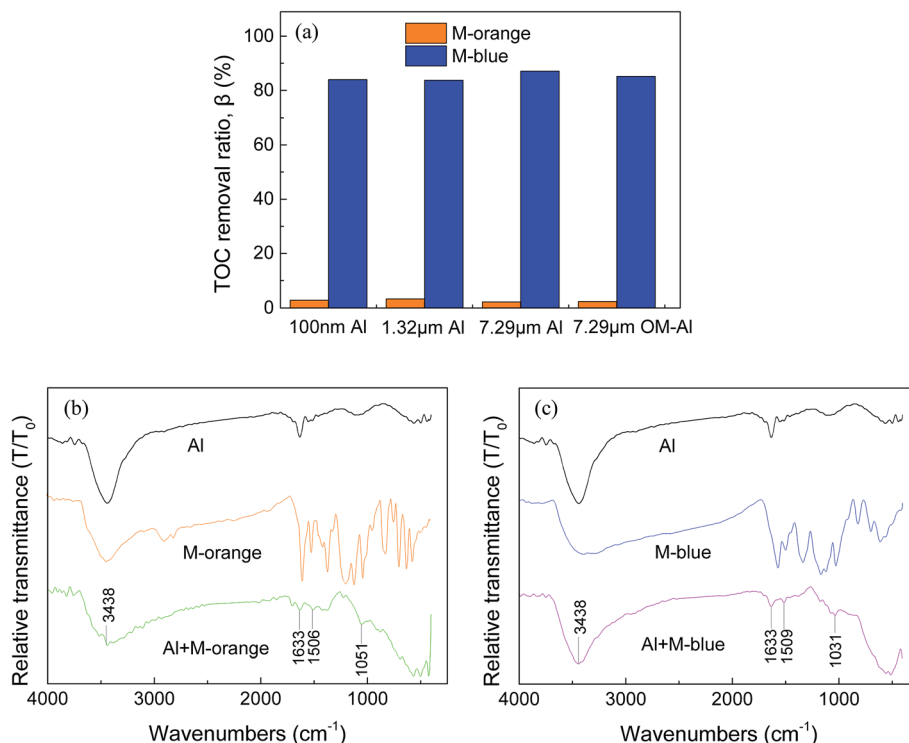 (a)
M-orange
M-blue
TOC removal ratio, β (%)
100
80
60
40
20
0
100nm Al
1.32μm Al
7.29μm Al
7.29μm OM-Al
(b)
Relative transmittance (T/T₀)
Al
M-orange
Al+M-orange
3438
1633
1506
1051
4000
3000
2000
1000
Wavenumbers (cm⁻¹)
(c)
Relative transmittance (T/T₀)
Al
M-blue
Al+M-blue
3438
1633
1509
1031
4000
3000
2000
1000
Wavenumbers (cm⁻¹)